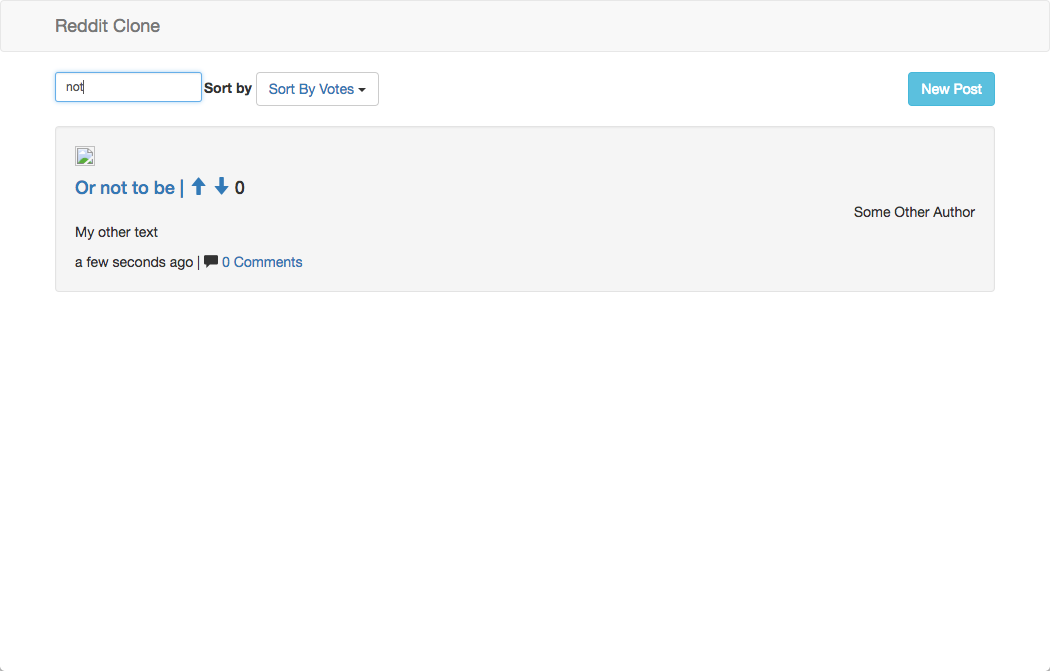 Reddit Clone
not Sort by Sort By Votes New Post
Or not to be | 0
Some Other Author
My other text
a few seconds ago | 0 Comments